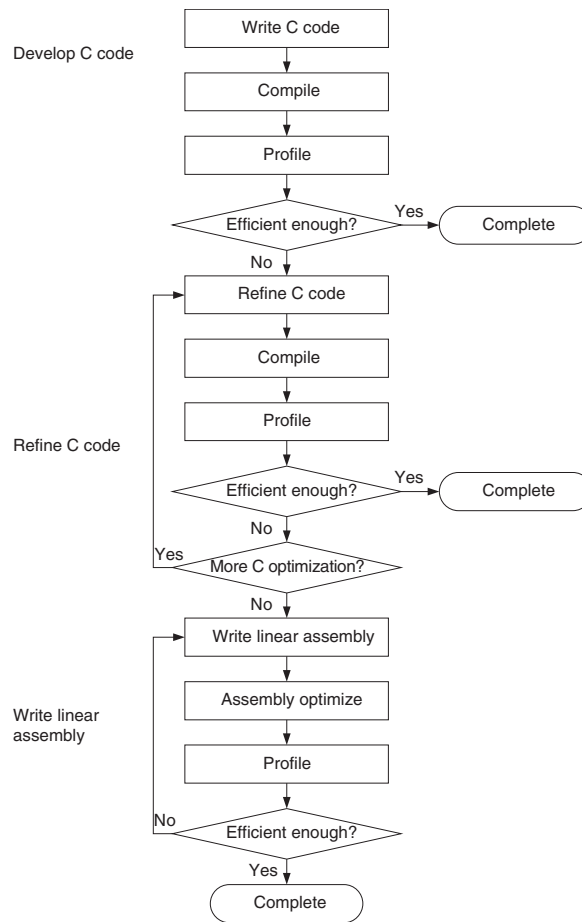 Write C code
Develop C code
Compile
Profile
Efficient enough?
Yes
Complete
No
Refine C code
Compile
Profile
Refine C code
Efficient enough?
Yes
Complete
No
Yes
More C optimization?
No
Write linear assembly
Assembly optimize
Write linear
assembly
Profile
No
Efficient enough?
Yes
Complete